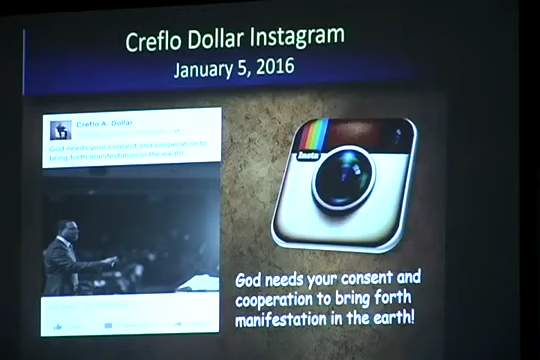 Creflo Dollar Instagram
January 5, 2016
Creflo A. Dollar
God needs your consent and cooperation to
bring forth manifestation in the earth!
Insta
God needs your consent and
cooperation to bring forth
manifestation in the earth!